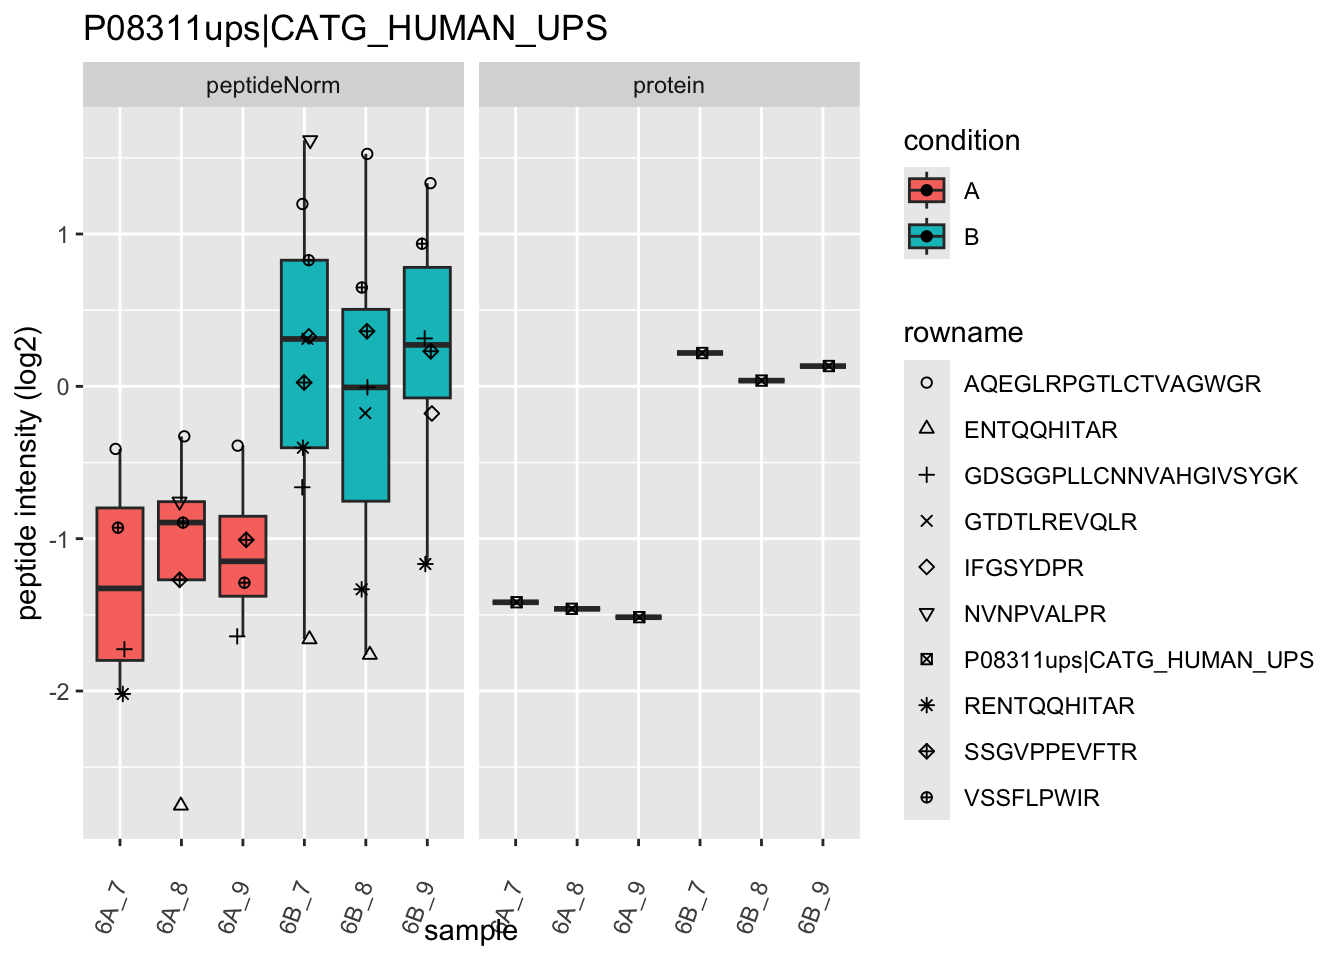 P08311ups|CATG_HUMAN_UPS
peptideNorm
protein
peptide intensity (log2)
1
0
-1
-2
6A_7
6A_8
6A_9
6B_7
6B_8
6B_9
6A_7
6A_8
6A_9
6B_7
6B_8
6B_9
sample
condition
A
B
rowname
AQEGLRPGTLCTVAGWGR
ENTQQHITAR
GDSGGPLLCNNVAHGIVSYGK
GTDTLREVQLR
IFGSYDPR
NVNPVALPR
P08311ups|CATG_HUMAN_UPS
RENTQQHITAR
SSGVPPEVFTR
VSSFLPWIR